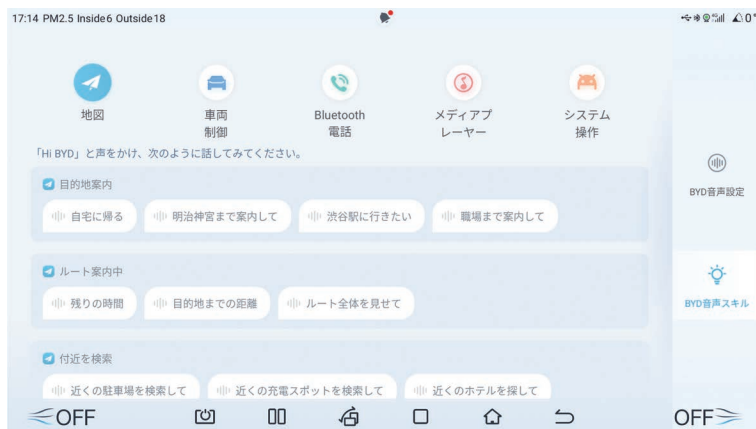 17:14 PM2.5 Inside6 Outside18
0°
地図
車両
制御
Bluetooth
電話
メディアプ
レーヤー
システム
操作
「Hi BYD」と声をかけ、次のように話してみてください。
目的地案内
自宅に帰る 明治神宮まで案内して 渋谷駅に行きたい 職場まで案内して
ルート案内中
残りの時間 目的地までの距離 ルート全体を見せて
付近を検索
近くの駐車場を検索して 近くの充電スポットを検索して 近くのホテルを探して
BYD音声設定
BYD音声スキル
OFF OFF